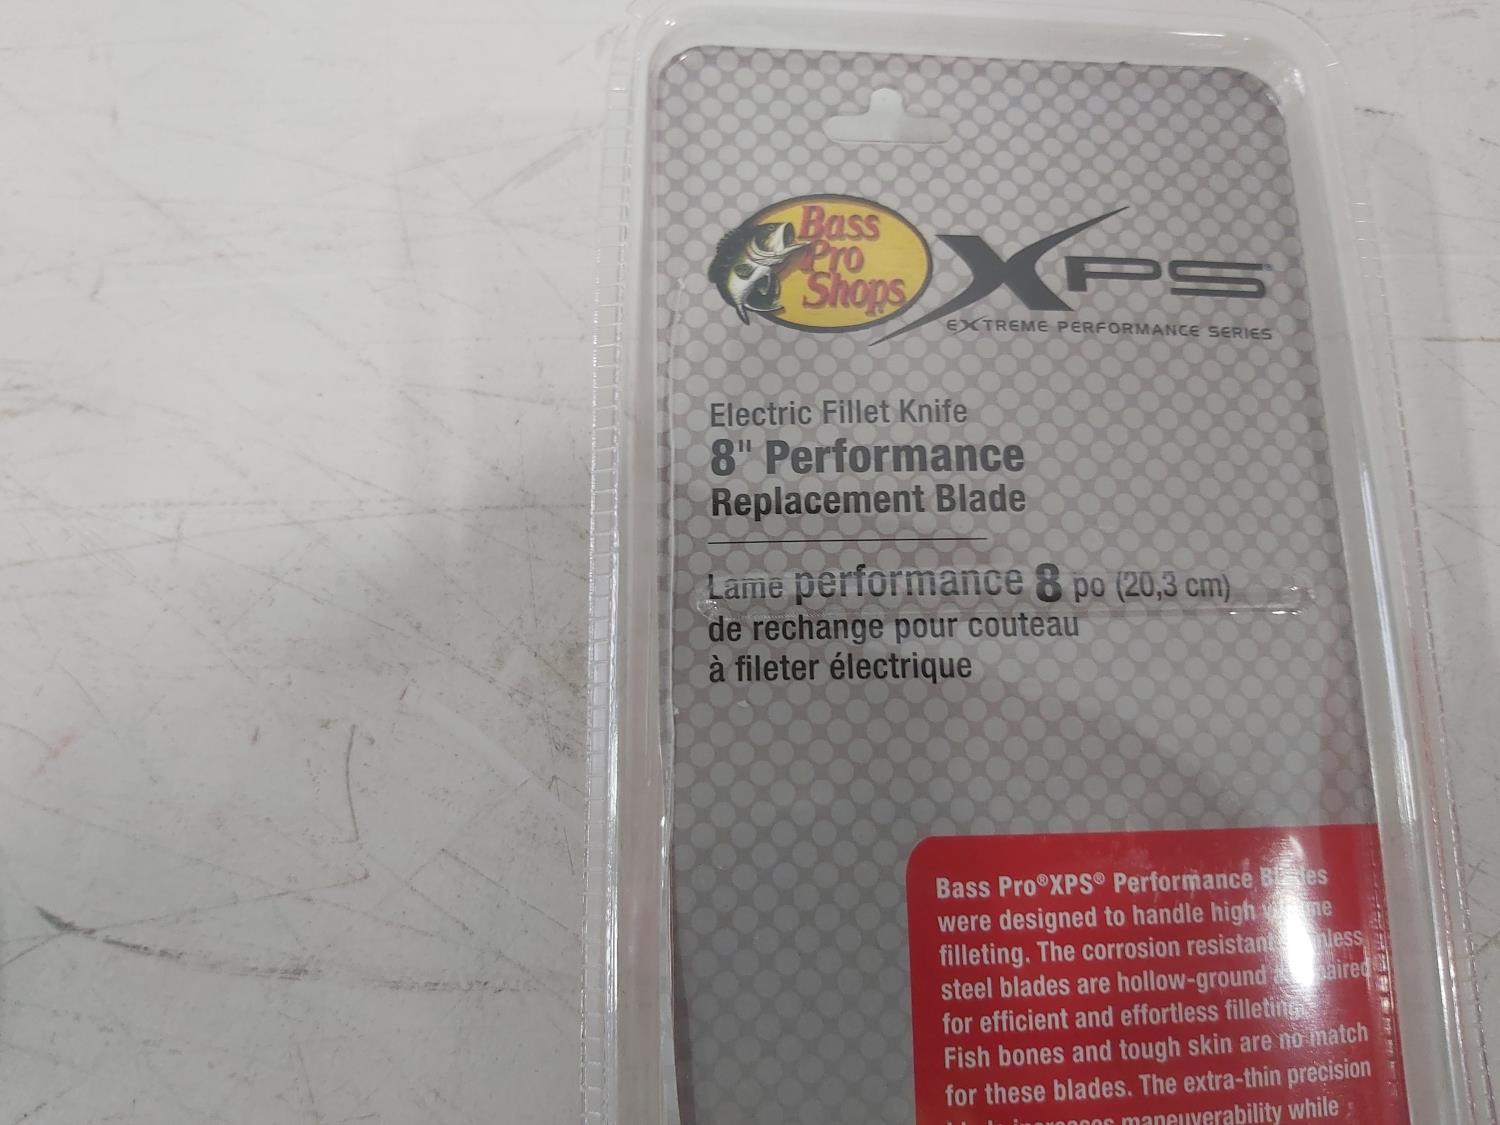 Bass
Pro
Shops
XPS
EXTREME PERFORMANCE SERIES
Electric Fillet Knife
8" Performance
Replacement Blade
Lame performance 8 po (20,3 cm)
de rechange pour couteau
à fileter électrique
Bass Pro®XPS® Performance
were designed to handle high
filleting. The corrosion resistant
steel blades are hollow-ground
for efficient and effortless
Fish bones and tough skin are no match
for these blades. The extra-thin precision
maneuverability while